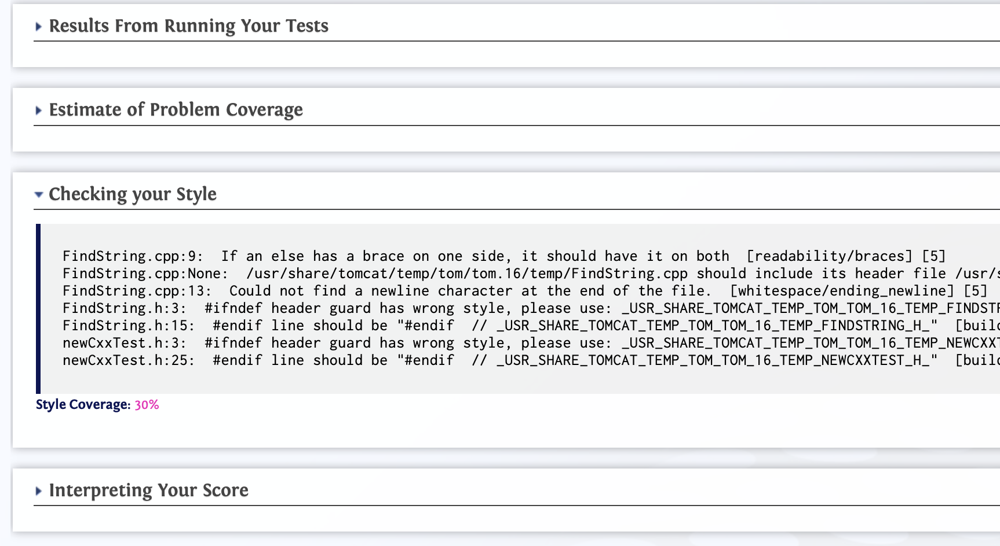 Results From Running Your Tests
Estimate of Problem Coverage
Checking your Style
FindString.cpp:9:  If an else has a brace on one side, it should have it on both  [readability/braces] [5]
FindString.cpp:None:  /usr/share/tomcat/temp/tom/tom.16/temp/FindString.cpp should include its header file /usr/s
FindString.cpp:13:  Could not find a newline character at the end of the file.  [whitespace/ending_newline] [5]
FindString.h:3:  #ifndef header guard has wrong style, please use: _USR_SHARE_TOMCAT_TEMP_TOM_TOM_16_TEMP_FINDSTR
FindString.h:15:  #endif line should be "#endif  // _USR_SHARE_TOMCAT_TEMP_TOM_TOM_16_TEMP_FINDSTRING_H_"  [build
newCxxTest.h:3:  #ifndef header guard has wrong style, please use: _USR_SHARE_TOMCAT_TEMP_TOM_TOM_16_TEMP_NEWCXXT
newCxxTest.h:25:  #endif line should be "#endif  // _USR_SHARE_TOMCAT_TEMP_TOM_TOM_16_TEMP_NEWCXXTEST_H_"  [build
Style Coverage: 30%
Interpreting Your Score